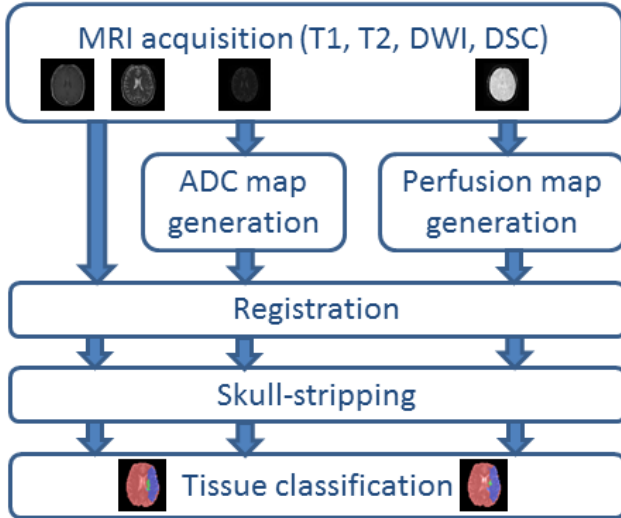 MRI acquisition (T1, T2, DWI, DSC)
ADC map
generation
Perfusion map
generation
Registration
Skull-stripping
Tissue classification